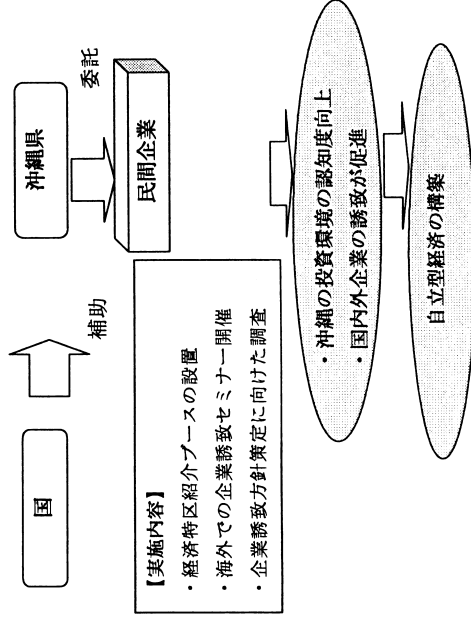 国
補助
沖縄県
委託
民間企業
【実施内容】
・経済特区紹介ブースの設置
・海外での企業誘致セミナー開催
・企業誘致方針策定に向けた調査
・沖縄の投資環境の認知度向上
・国内外企業の誘致が促進
自立型経済の構築